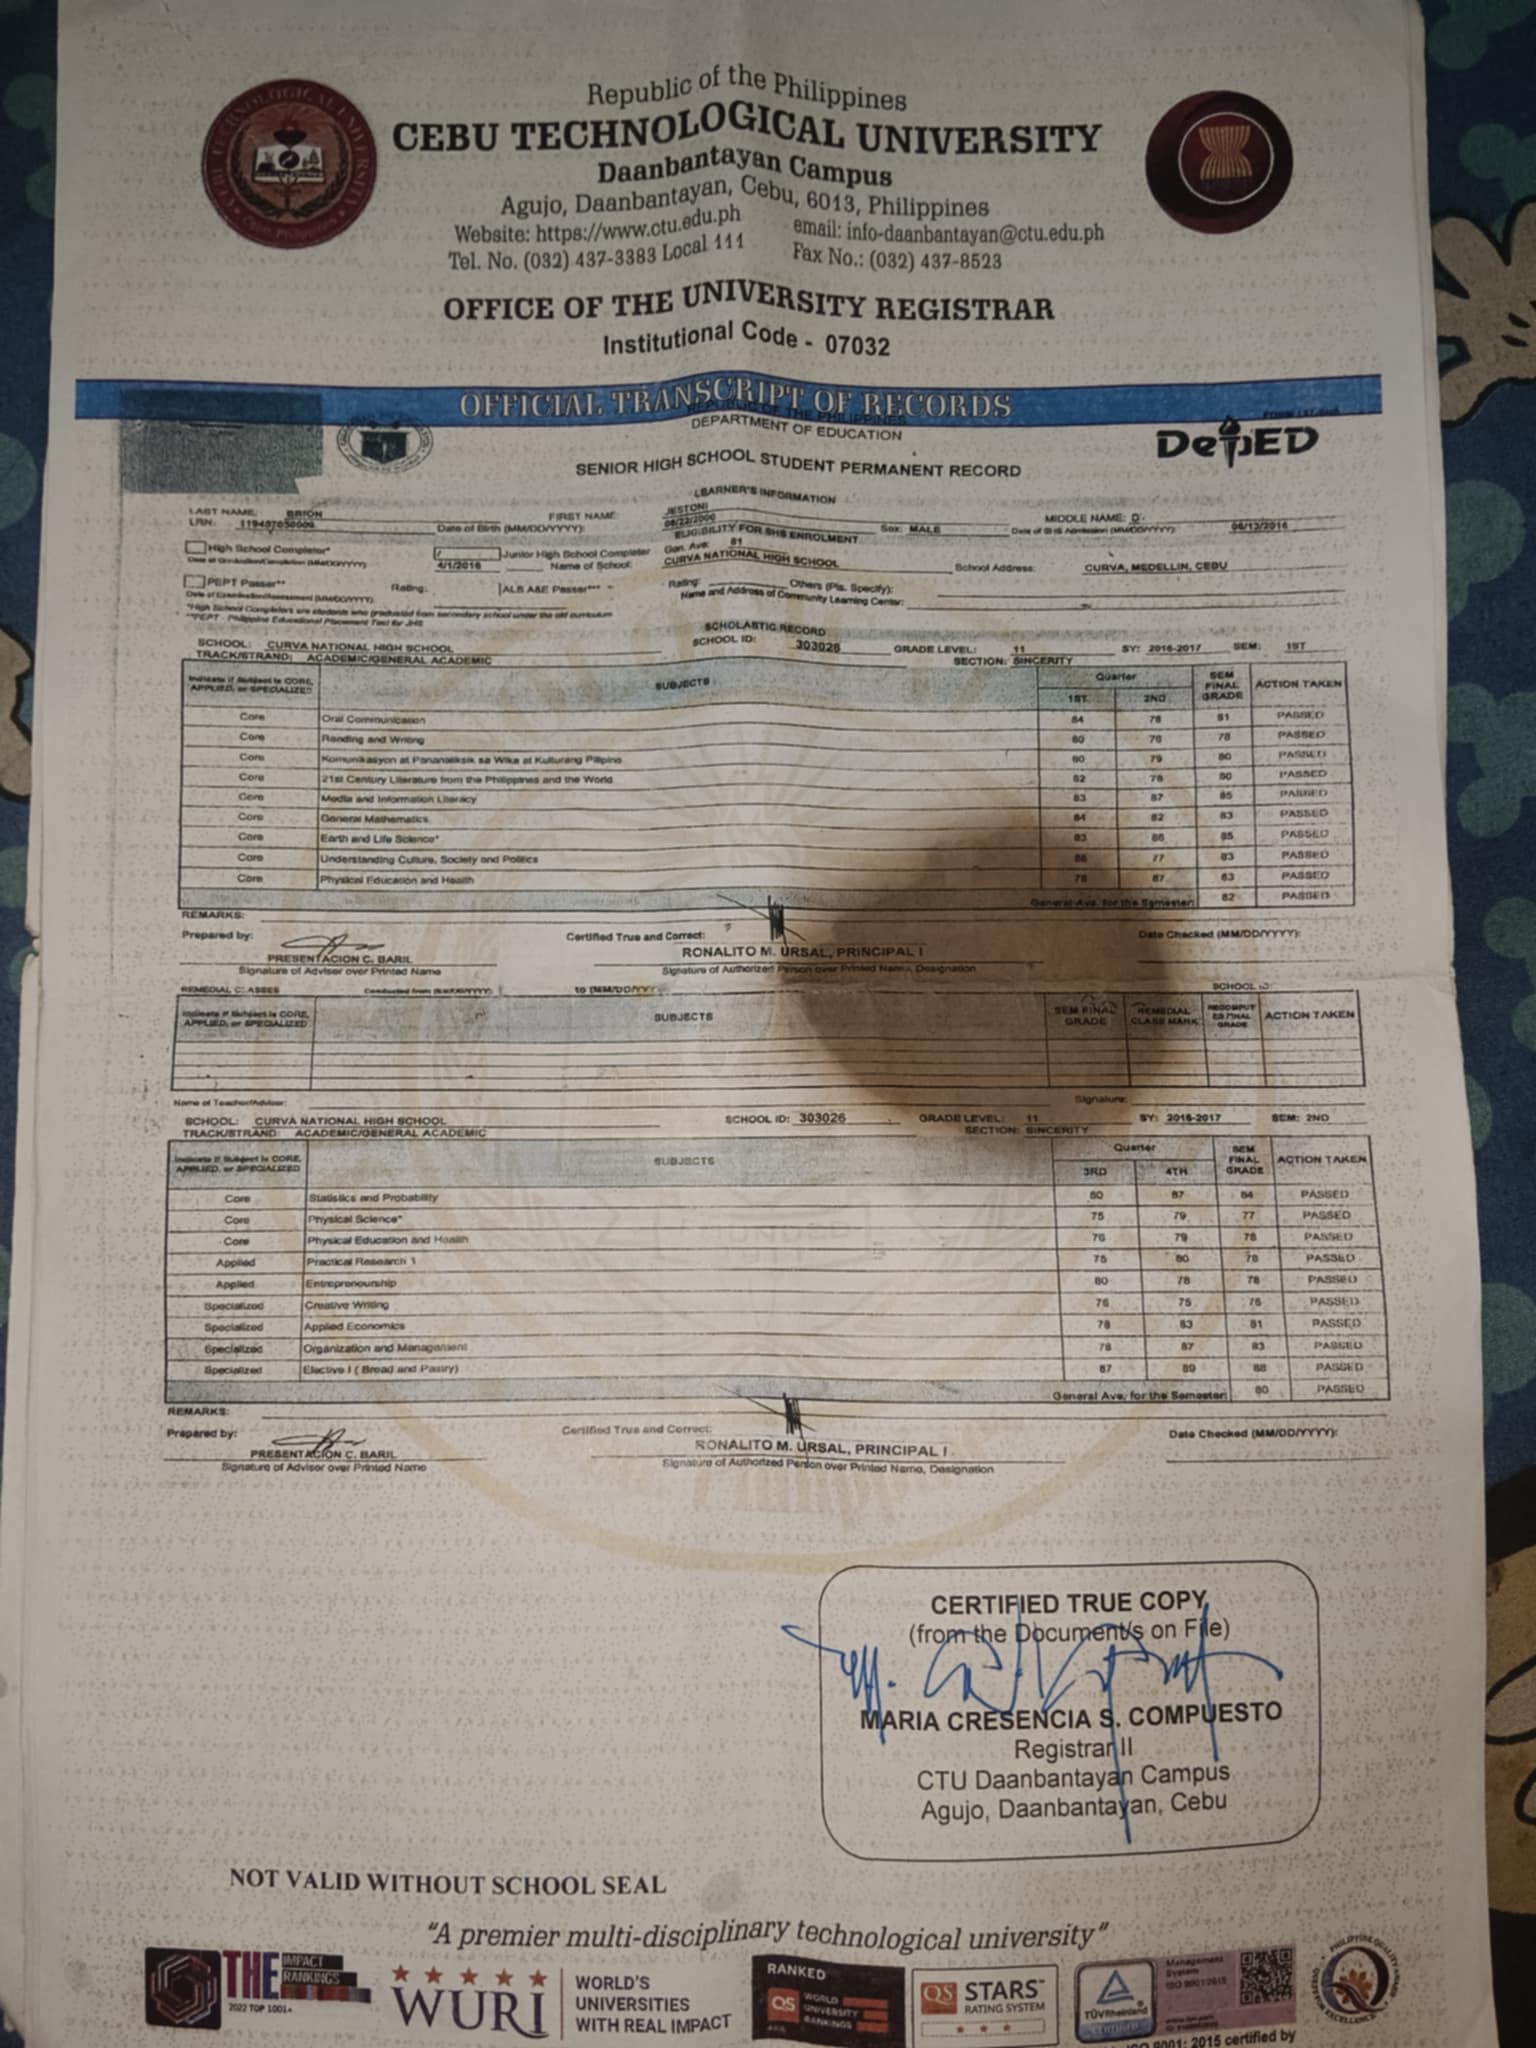 Republic of the Philippines
CEBU TECHNOLOGICAL UNIVERSITY
Daanbantayan Campus
Agujo, Daanbantayan, Cebu, 6013, Philippines
Website: https://www.ctu.edu.ph email: info-daanbantayan@ctu.edu.ph
Tel. No. (032) 437-3383 Local 111 Fax No.: (032) 437-8523
OFFICE OF THE UNIVERSITY REGISTRAR
Institutional Code - 07032
OFFICIAL TRANSCRIPT OF RECORDS
REPUBLIC OF THE PHILIPPINES
DEPARTMENT OF EDUCATION
DepED
SENIOR HIGH SCHOOL STUDENT PERMANENT RECORD
LEARNER'S INFORMATION
LAST NAME: BRION FIRST NAME: JESTONI MIDDLE NAME: O
LRN: Date of Birth (MM/DD/YYYY): 08/22/2000 Sex: MALE Date of SHS Admission (MM/DD/YYYY): 06/13/2016
ELIGIBILITY FOR SHS ENROLMENT
High School Completer* / Junior High School Completer Gen. Ave: 81
Date of Graduation/Completion (MM/DD/YYYY) 4/1/2016 Name of School: CURVA NATIONAL HIGH SCHOOL School Address: CURVA, MEDELLIN, CEBU
PEPT Passer** Rating: ALS A&E Passer*** Rating: Others (Pls. Specify):
Date of Examination/Assessment (MM/DD/YYYY) Name and Address of Community Learning Center:
*High School Completers are students who graduated from secondary school under the old curriculum
**PEPT - Philippine Educational Placement Test for JHS
SCHOLASTIC RECORD
SCHOOL: CURVA NATIONAL HIGH SCHOOL SCHOOL ID: 303026 GRADE LEVEL: 11 SY: 2016-2017 SEM: 1ST
TRACK/STRAND: ACADEMIC/GENERAL ACADEMIC SECTION: SINCERITY
Indicate if Subject is CORE, APPLIED, or SPECIALIZED SUBJECTS Quarter 1ST 2ND SEM FINAL GRADE ACTION TAKEN
Core Oral Communication 84 78 81 PASSED
Core Reading and Writing 80 76 78 PASSED
Core Komunikasyon at Pananaliksik sa Wika at Kulturang Pilipino 80 79 80 PASSED
Core 21st Century Literature from the Philippines and the World 82 78 80 PASSED
Core Media and Information Literacy 83 87 85 PASSED
Core General Mathematics 84 82 83 PASSED
Core Earth and Life Science* 83 86 85 PASSED
Core Understanding Culture, Society and Politics 77 83 PASSED
Core Physical Education and Health 78 87 83 PASSED
General Ave. for the Semester: 82 PASSED
REMARKS:
Prepared by: Certified True and Correct: Date Checked (MM/DD/YYYY):
PRESENTACION C. BARIL RONALITO M. URSAL, PRINCIPAL I
Signature of Adviser over Printed Name Signature of Authorized Person over Printed Name, Designation
REMEDIAL CLASSES Conducted from (MM/DD/YYYY) to (MM/DD/YYYY) SCHOOL ID:
Indicate if Subject is CORE, APPLIED, or SPECIALIZED SUBJECTS SEM FINAL GRADE REMEDIAL CLASS MARK RECOMPUTED FINAL GRADE ACTION TAKEN
Name of Teacher/Adviser: Signature:
SCHOOL: CURVA NATIONAL HIGH SCHOOL SCHOOL ID: 303026 GRADE LEVEL: 11 SY: 2016-2017 SEM: 2ND
TRACK/STRAND: ACADEMIC/GENERAL ACADEMIC SECTION: SINCERITY
Indicate if Subject is CORE, APPLIED, or SPECIALIZED SUBJECTS Quarter 3RD 4TH SEM FINAL GRADE ACTION TAKEN
Core Statistics and Probability 80 87 84 PASSED
Core Physical Science* 75 79 77 PASSED
Core Physical Education and Health 76 79 78 PASSED
Applied Practical Research 1 75 80 78 PASSED
Applied Entrepreneurship 80 78 78 PASSED
Specialized Creative Writing 76 75 76 PASSED
Specialized Applied Economics 78 83 81 PASSED
Specialized Organization and Management 78 87 83 PASSED
Specialized Elective I ( Bread and Pastry) 87 89 88 PASSED
General Ave. for the Semester: 80 PASSED
REMARKS:
Prepared by: Certified True and Correct: Date Checked (MM/DD/YYYY):
PRESENTACION C. BARIL RONALITO M. URSAL, PRINCIPAL I
Signature of Advisor over Printed Name Signature of Authorized Person over Printed Name, Designation
CERTIFIED TRUE COPY
(from the Document/s on File)
MARIA CRESENCIA S. COMPUESTO
Registrar II
CTU Daanbantayan Campus
Agujo, Daanbantayan, Cebu
NOT VALID WITHOUT SCHOOL SEAL
"A premier multi-disciplinary technological university"
THE IMPACT RANKINGS
2022 TOP 1001+
WURI
WORLD'S UNIVERSITIES WITH REAL IMPACT
RANKED
QS WORLD UNIVERSITY RANKINGS
QS STARS™
RATING SYSTEM
TÜVRheinland
CERTIFIED
Management System
ISO 9001:2015
ISO 9001: 2015 certified by